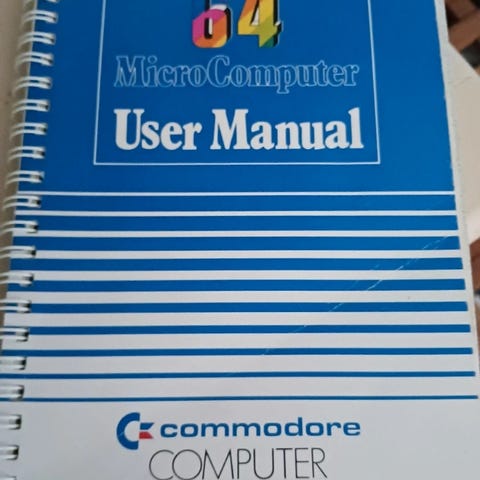 64
MicroComputer
User Manual
commodore
COMPUTER